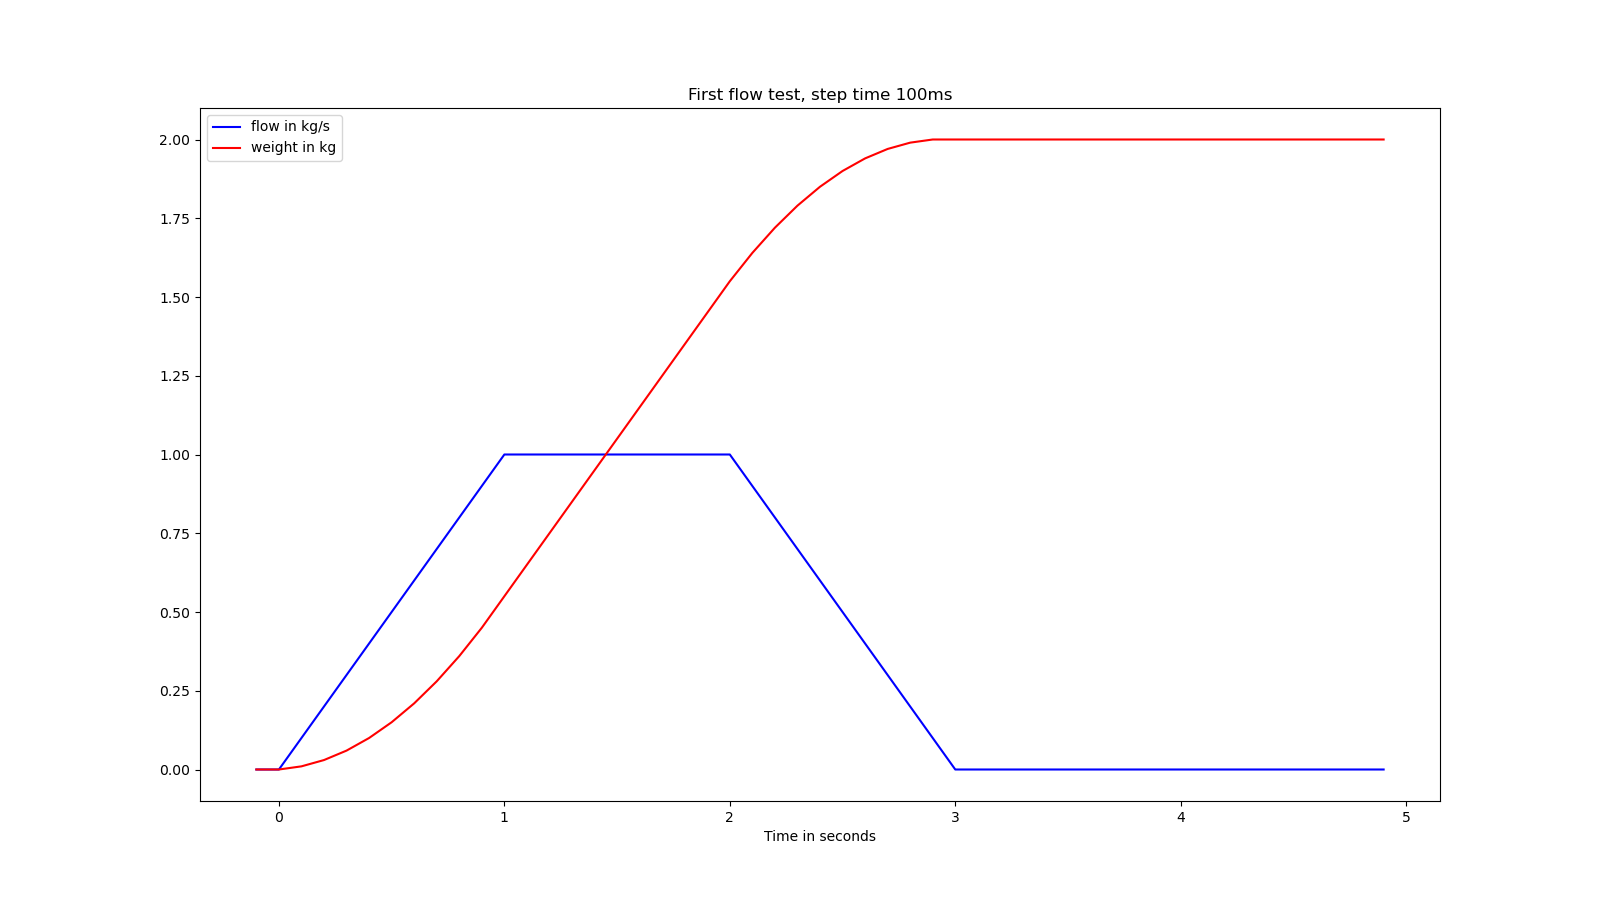 First flow test, step time 100ms
flow in kg/s
weight in kg
2.00
1.75
1.50
1.25
1.00
0.75
0.50
0.25
0.00
0 1 2 3 4 5
Time in seconds